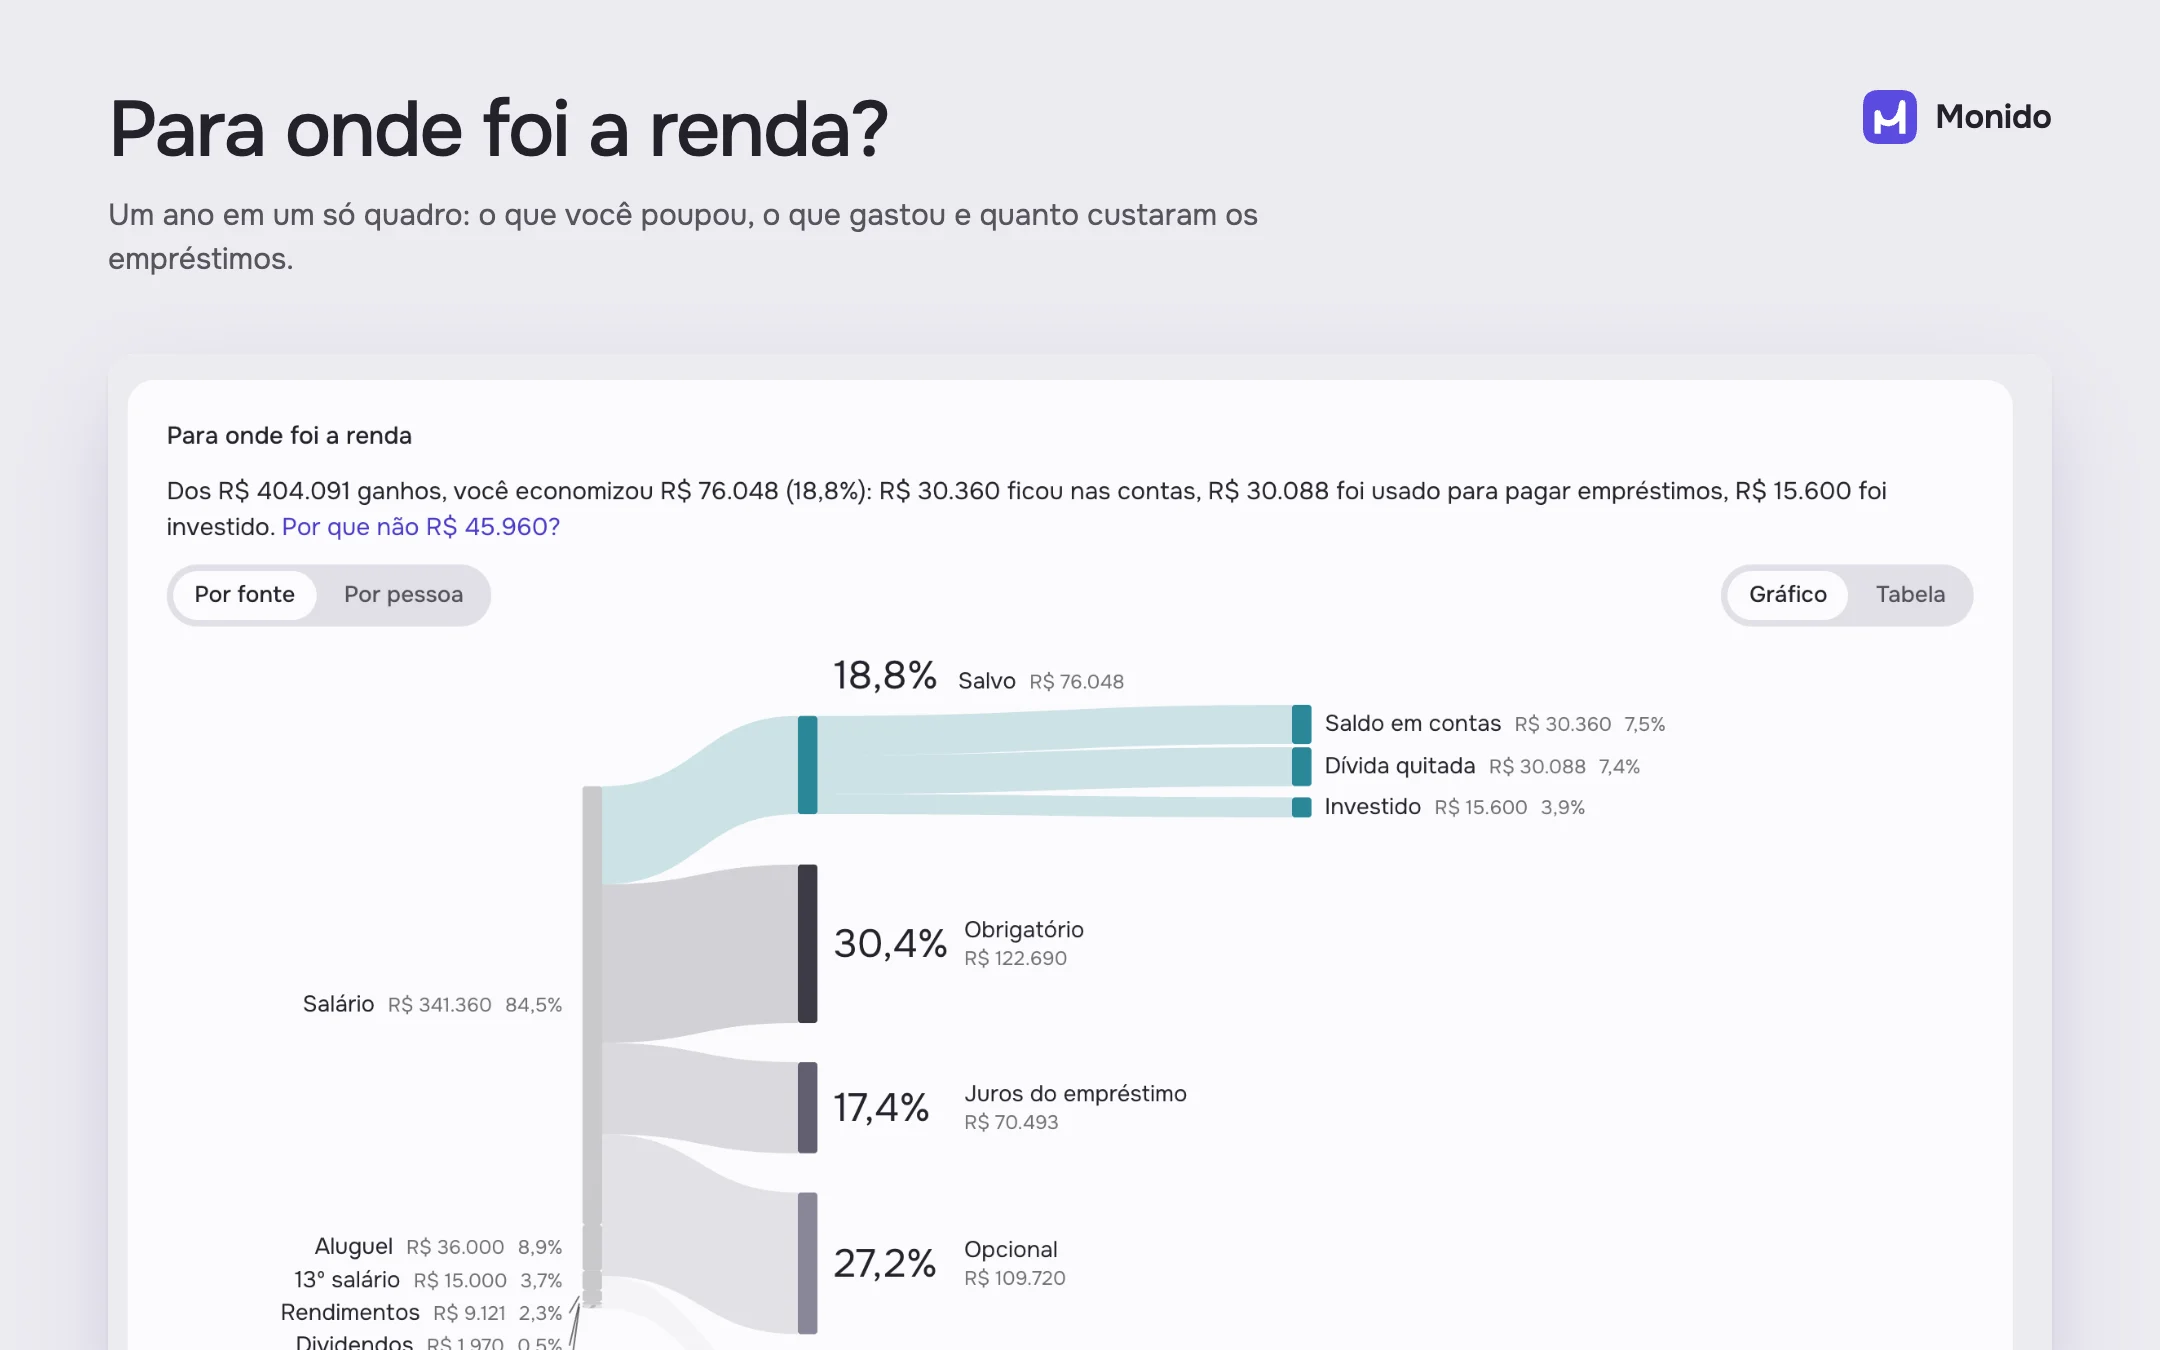 Para onde foi a renda?
Monido
Um ano em um só quadro: o que você poupou, o que gastou e quanto custaram os
empréstimos.
Para onde foi a renda
Dos R$ 404.091 ganhos, você economizou R$ 76.048 (18,8%): R$ 30.360 ficou nas contas, R$ 30.088 foi usado para pagar empréstimos, R$ 15.600 foi
investido. Por que não R$ 45.960?
Por fonte Por pessoa
Gráfico Tabela
18,8% Salvo R$ 76.048
Saldo em contas R$ 30.360 7,5%
Dívida quitada R$ 30.088 7,4%
Investido R$ 15.600 3,9%
30,4% Obrigatório
R$ 122.690
Salário R$ 341.360 84,5%
17,4% Juros do empréstimo
R$ 70.493
27,2% Opcional
R$ 109.720
Aluguel R$ 36.000 8,9%
13º salário R$ 15.000 3,7%
Rendimentos R$ 9.121 2,3%
Dividendos R$ 1.970 0,5%